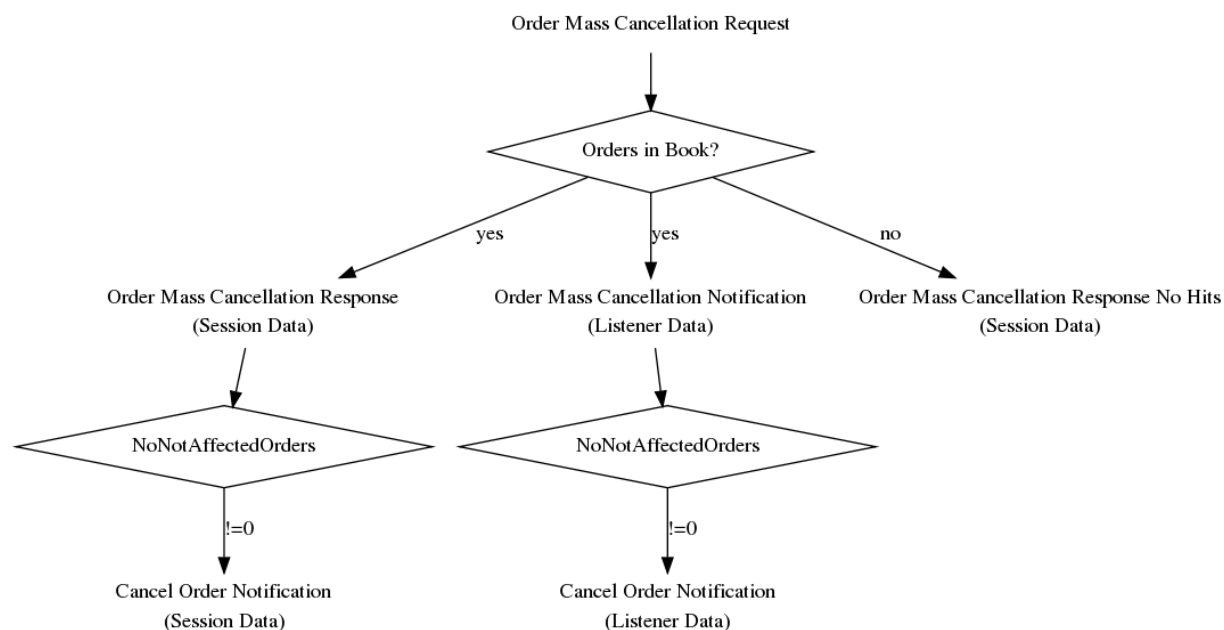 Order Mass Cancellation Request
Orders in Book?
yes
yes
no
Order Mass Cancellation Response
(Session Data)
Order Mass Cancellation Notification
(Listener Data)
Order Mass Cancellation Response No Hits
(Session Data)
NoNotAffectedOrders
NoNotAffectedOrders
!=0
!=0
Cancel Order Notification
(Session Data)
Cancel Order Notification
(Listener Data)